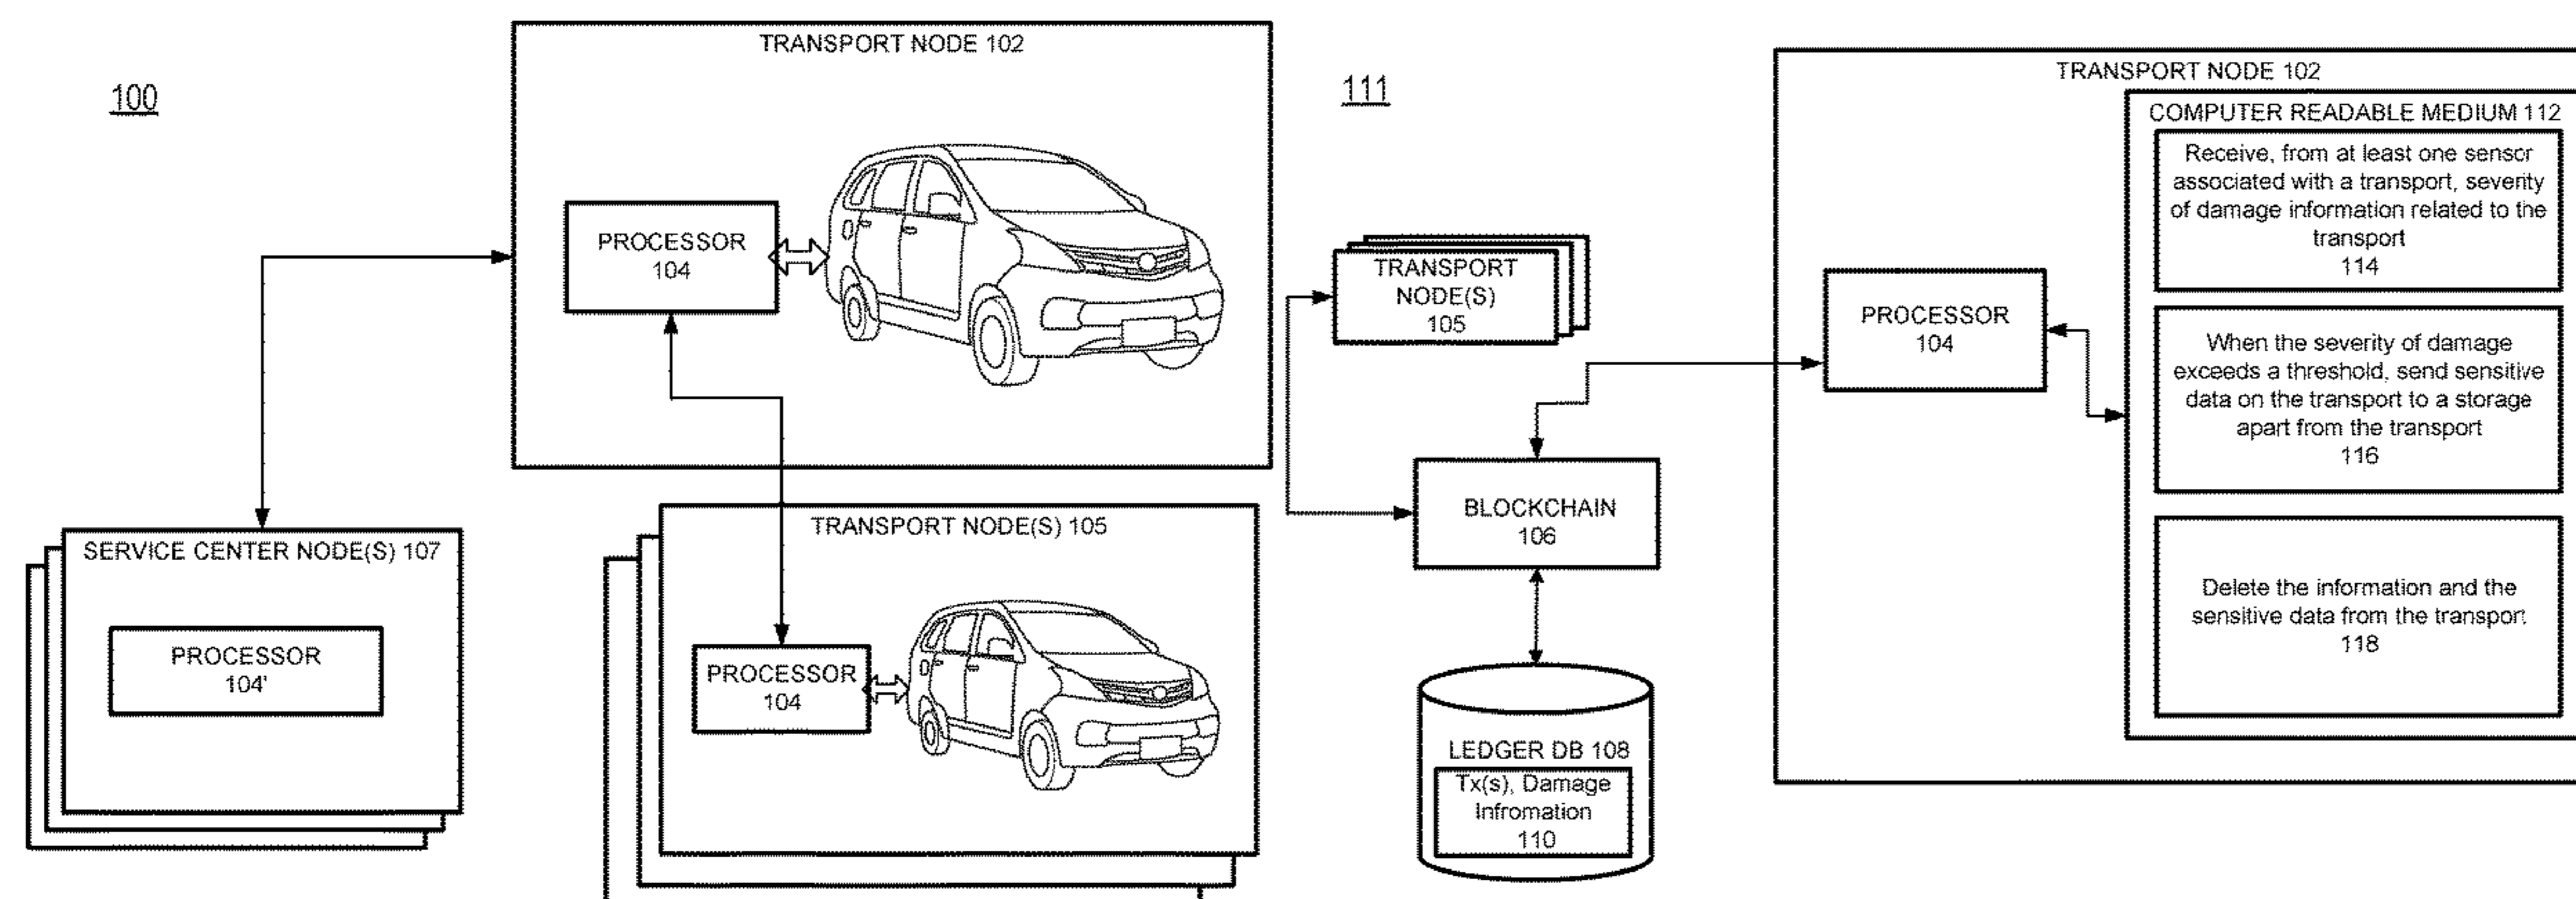 100
TRANSPORT NODE 102
PROCESSOR
104
SERVICE CENTER NODE(S) 107
PROCESSOR
104'
TRANSPORT NODE(S) 105
PROCESSOR
104
111
TRANSPORT
NODE(S)
105
BLOCKCHAIN
106
LEDGER DB 108
Tx(s), Damage
Infromation
110
TRANSPORT NODE 102
PROCESSOR
104
COMPUTER READABLE MEDIUM 112
Receive, from at least one sensor
associated with a transport, severity
of damage information related to the
transport
114
When the severity of damage
exceeds a threshold, send sensitive
data on the transport to a storage
apart from the transport
116
Delete the information and the
sensitive data from the transport
118